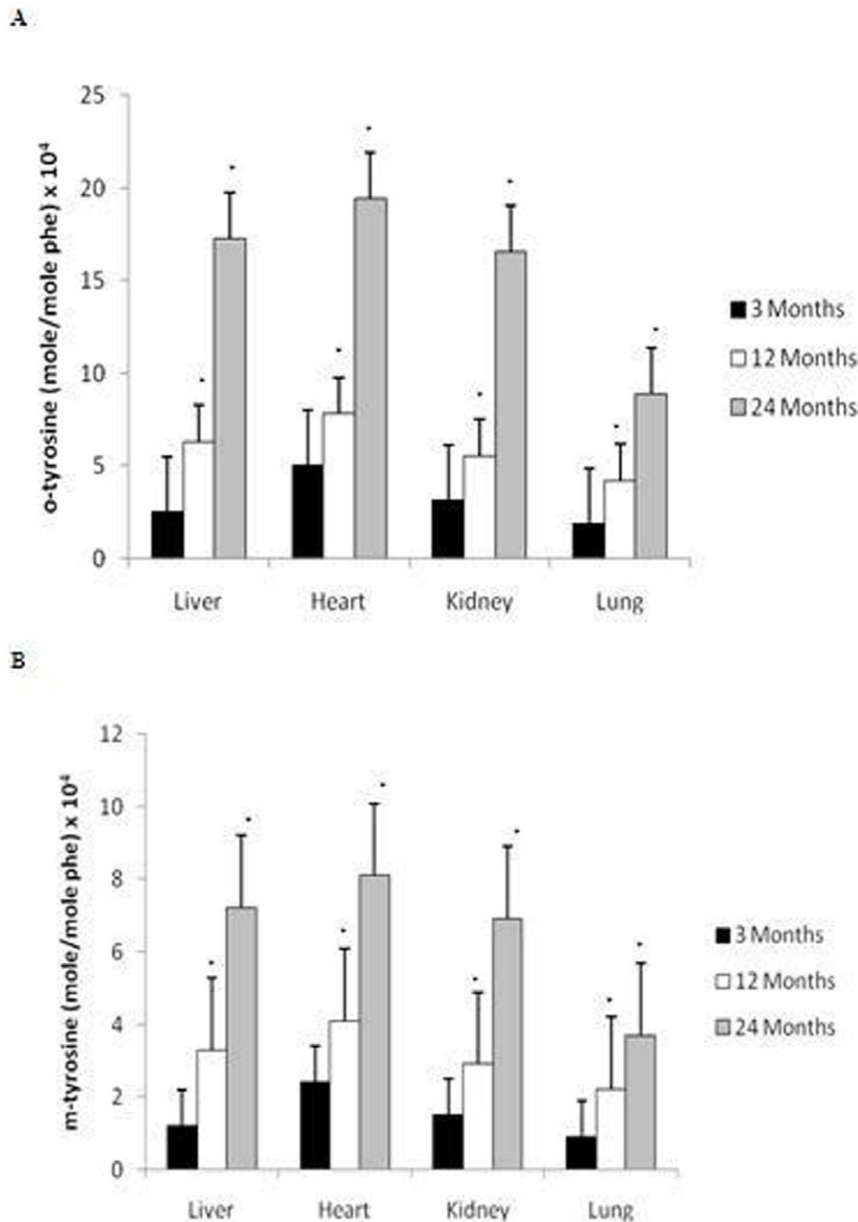 A
25
20
15
10
5
0
o-tyrosine (mole/mole phe) x 10⁴
Liver Heart Kidney Lung
3 Months
12 Months
24 Months
B
12
10
8
6
4
2
0
m-tyrosine (mole/mole phe) x 10⁴
Liver Heart Kidney Lung
3 Months
12 Months
24 Months